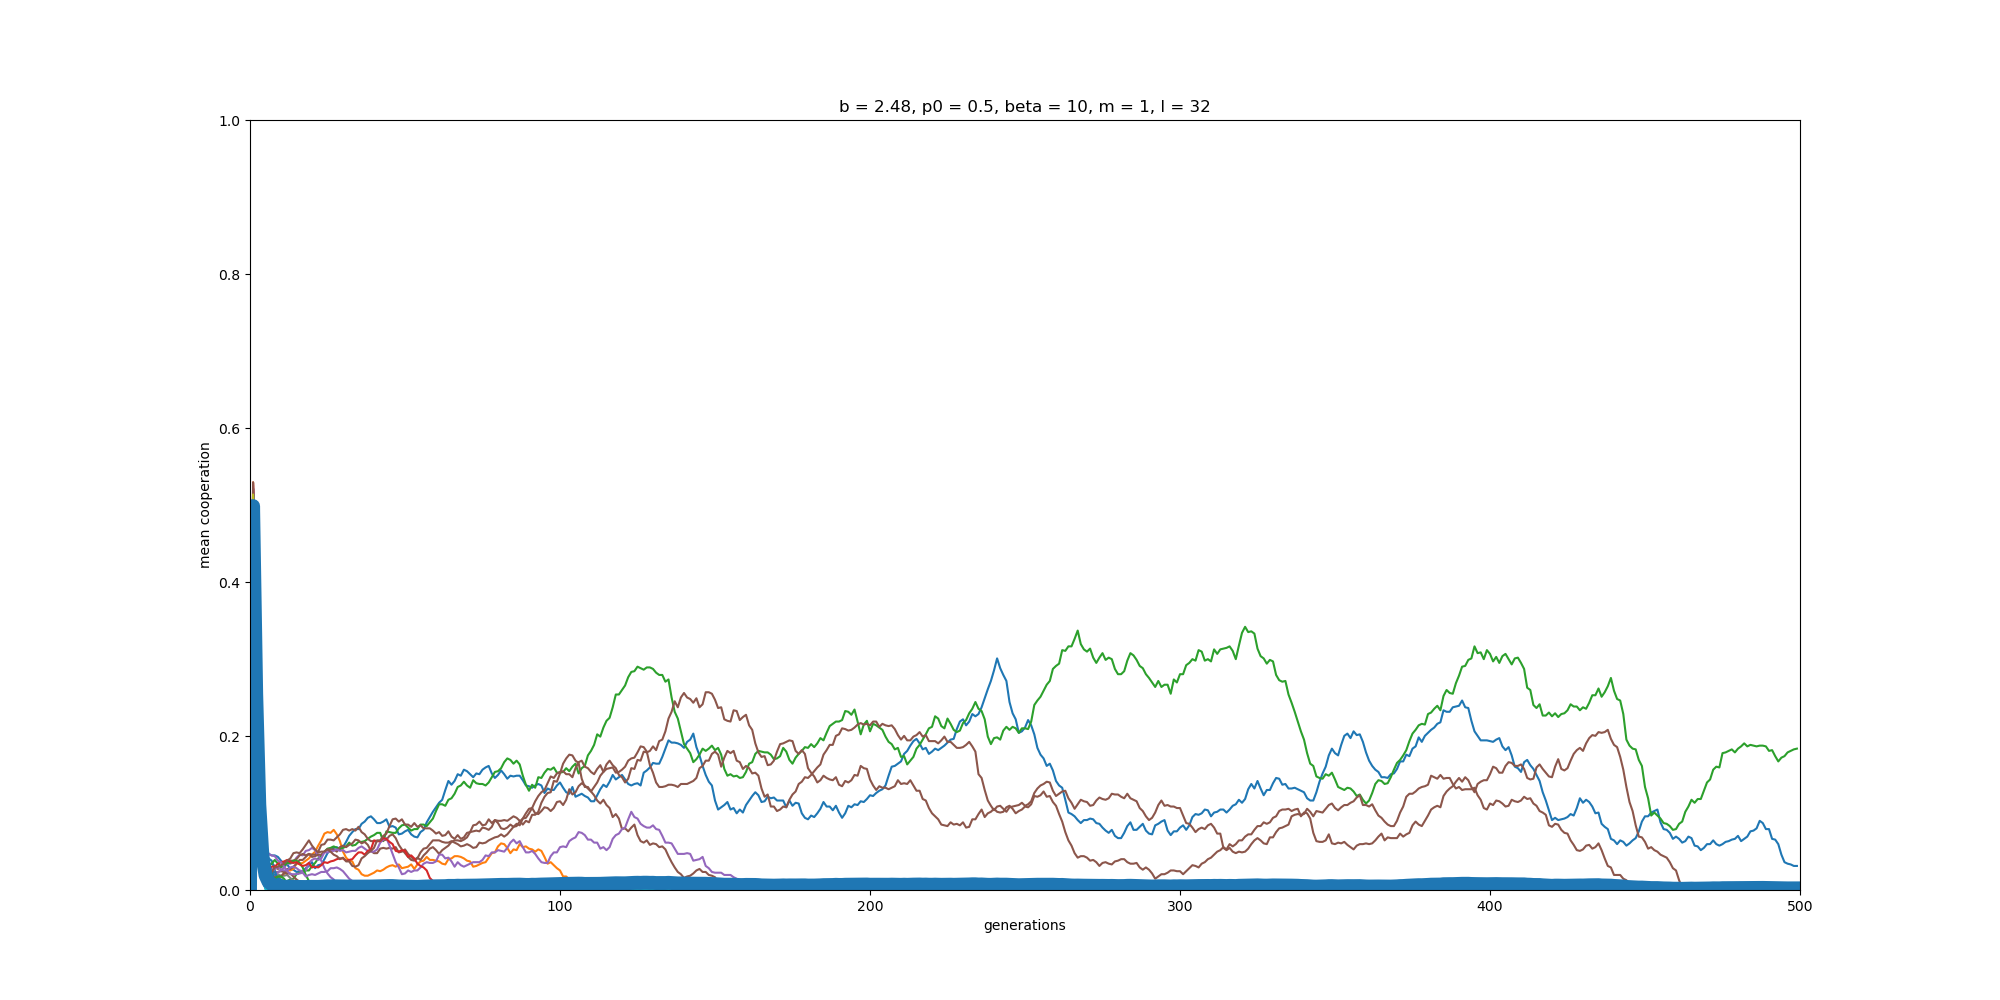 b = 2.48, p0 = 0.5, beta = 10, m = 1, l = 32
1.0
0.8
0.6
0.4
0.2
0.0
mean cooperation
0 100 200 300 400 500
generations